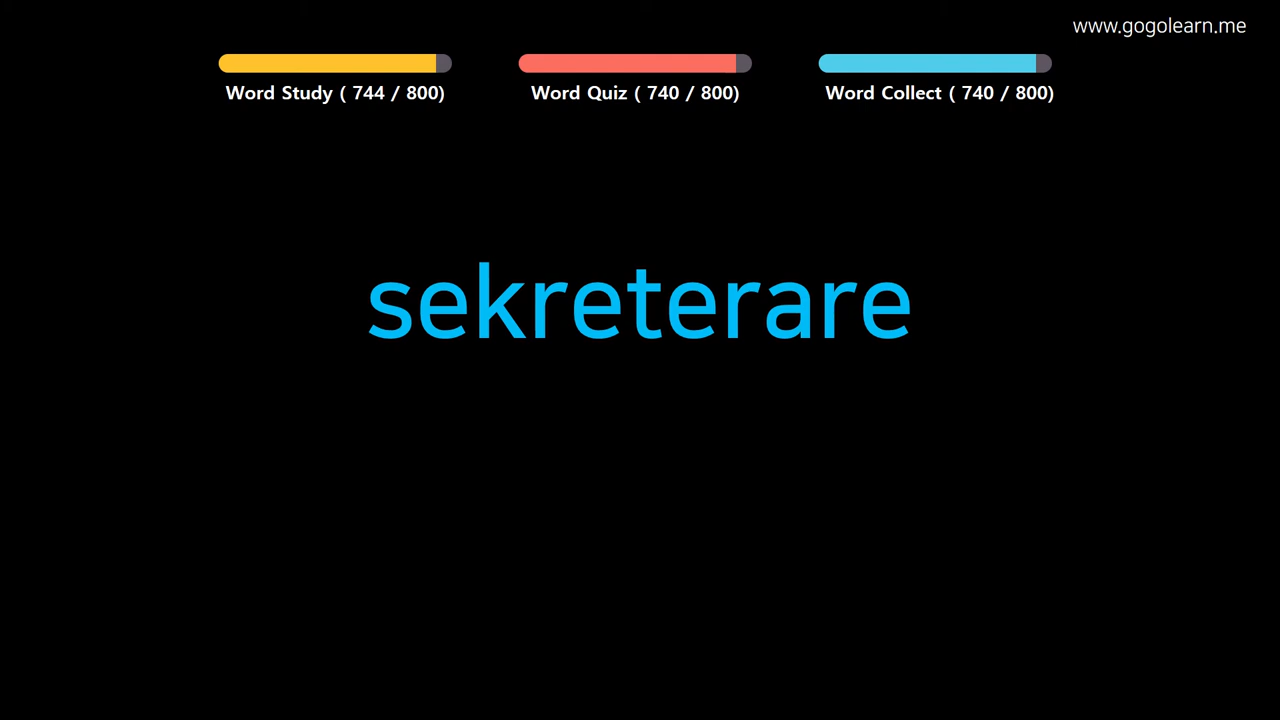 www.gogolearn.me
Word Study ( 744 / 800)
Word Quiz ( 740 / 800)
Word Collect ( 740 / 800)
sekreterare